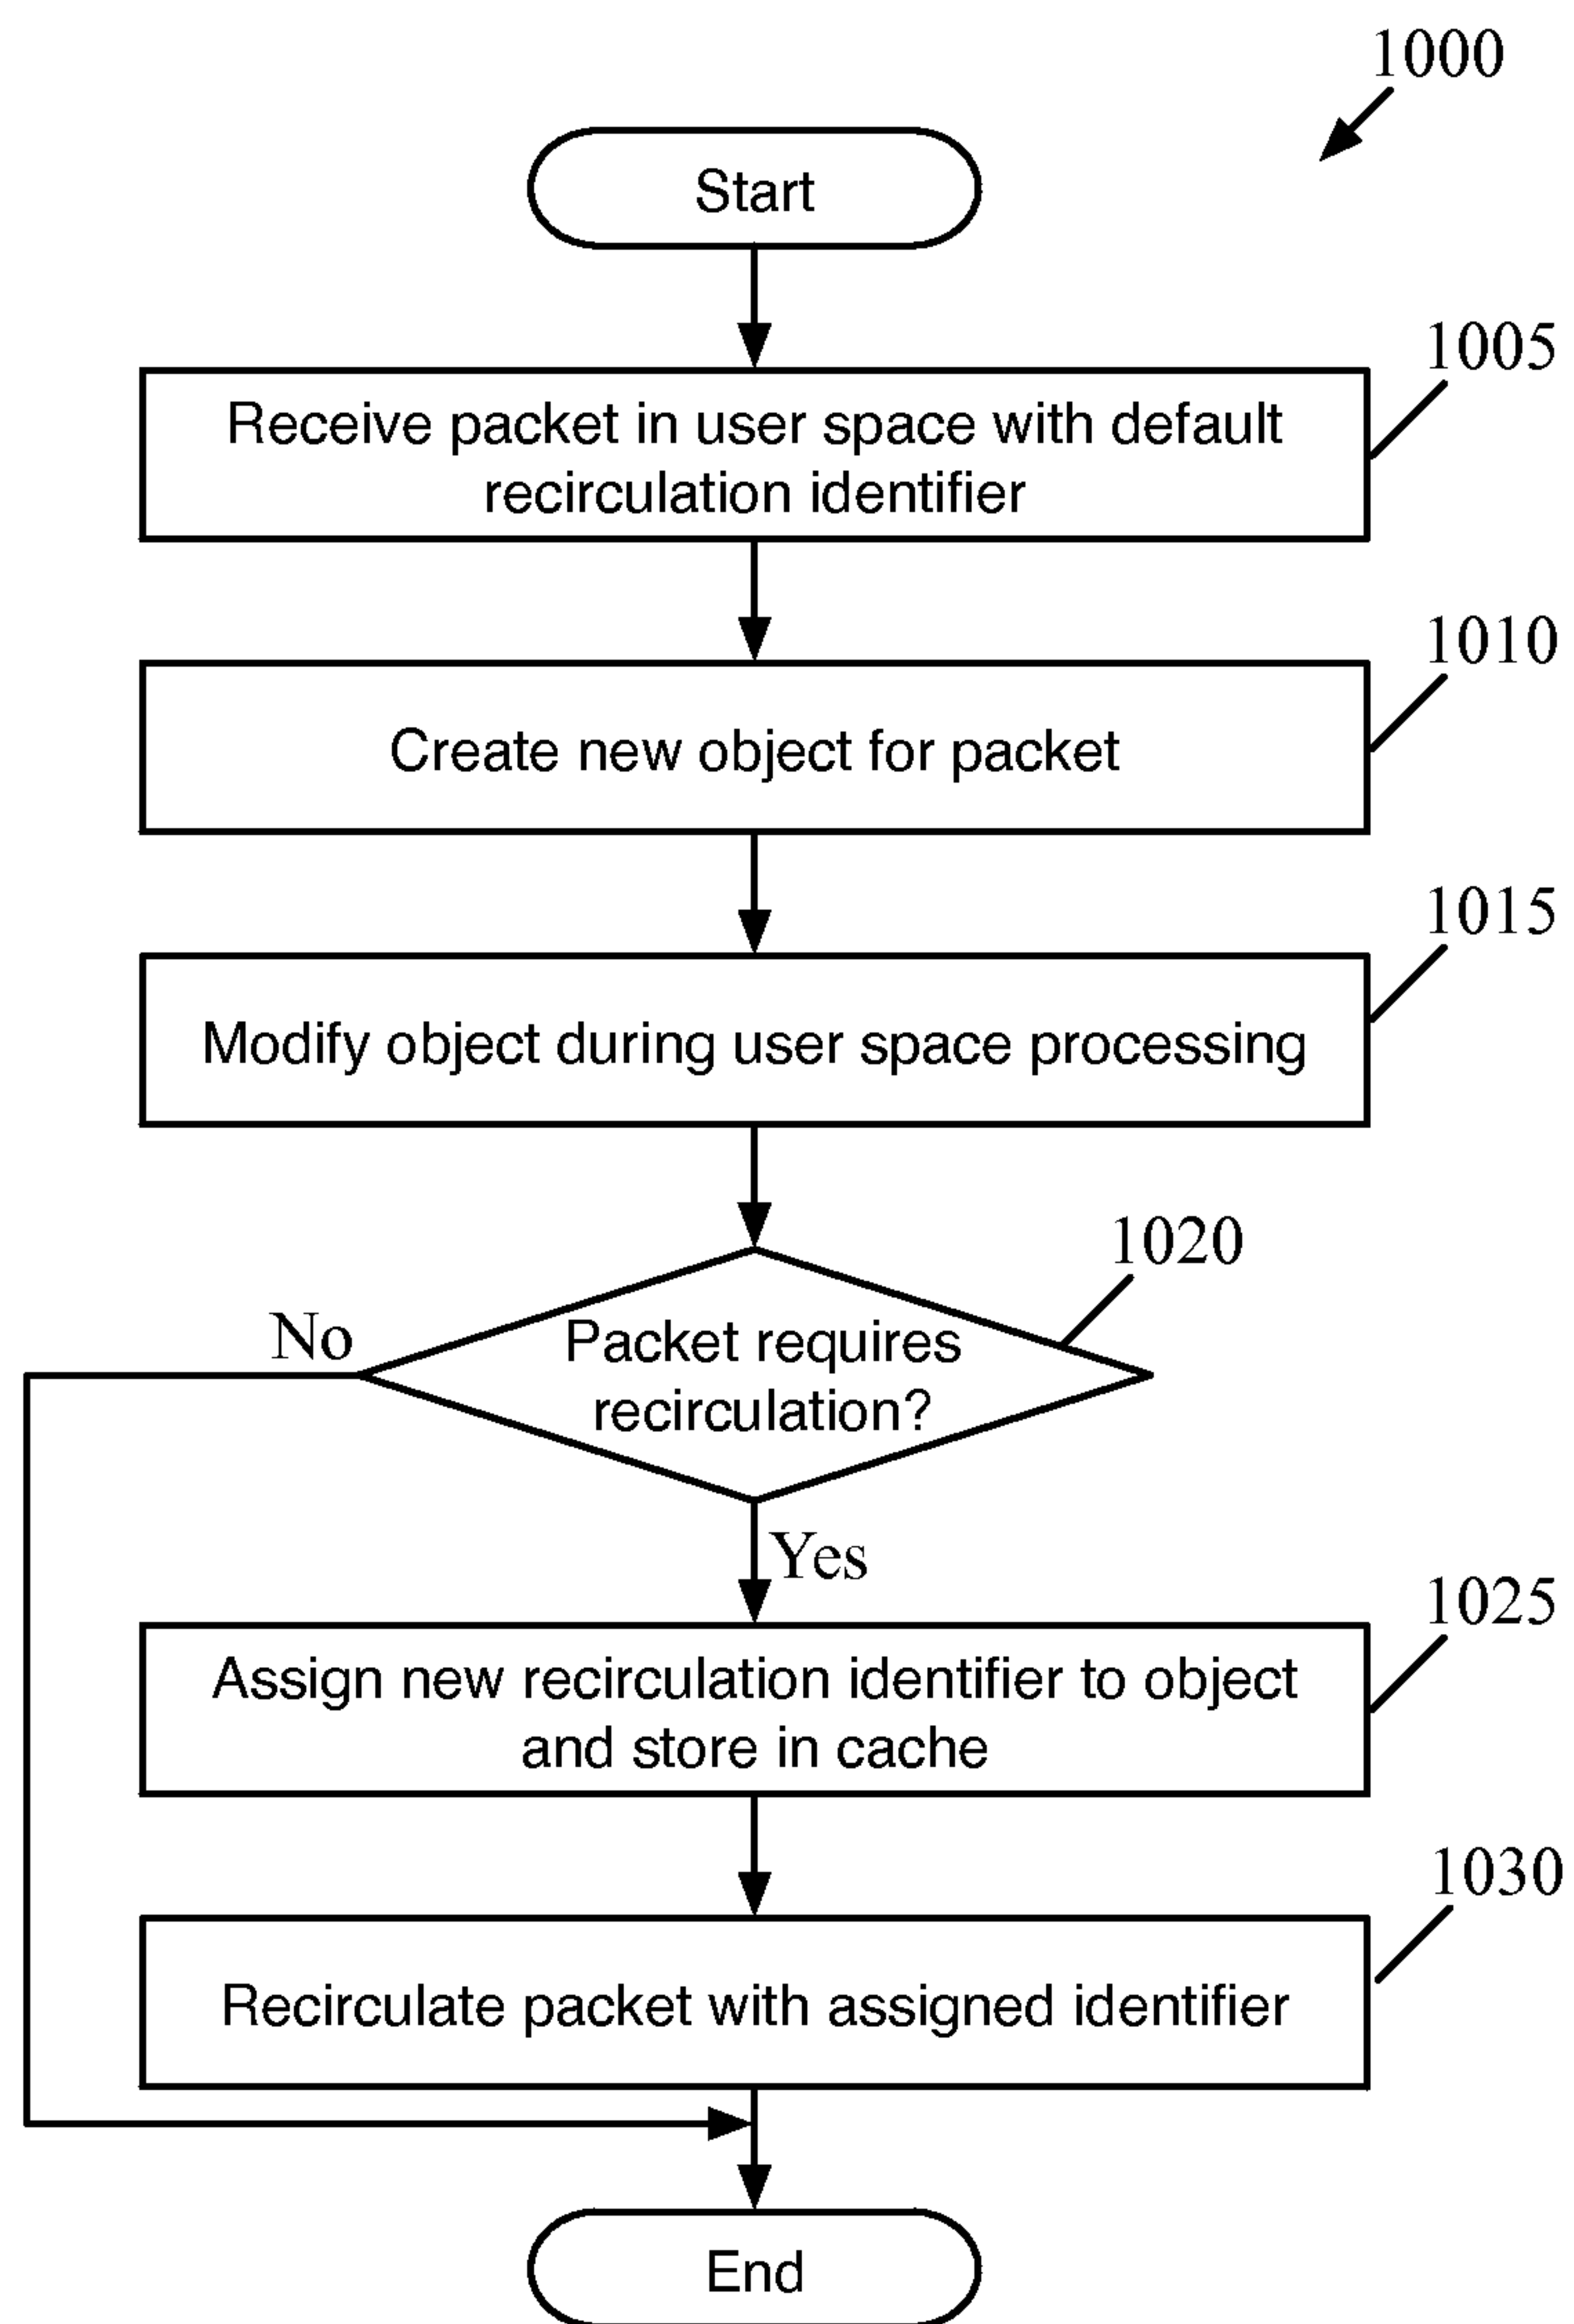 1000
Start
1005
Receive packet in user space with default
recirculation identifier
1010
Create new object for packet
1015
Modify object during user space processing
1020
No
Packet requires
recirculation?
Yes
1025
Assign new recirculation identifier to object
and store in cache
1030
Recirculate packet with assigned identifier
End